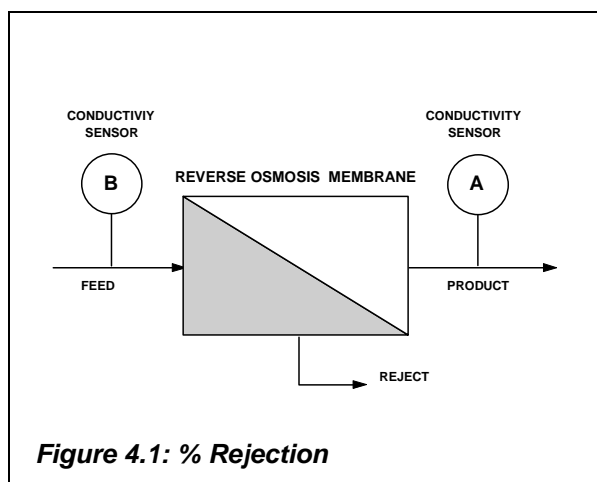 CONDUCTIVIY
SENSOR
CONDUCTIVITY
SENSOR
B
REVERSE OSMOSIS MEMBRANE
A
FEED
PRODUCT
REJECT
Figure 4.1: % Rejection